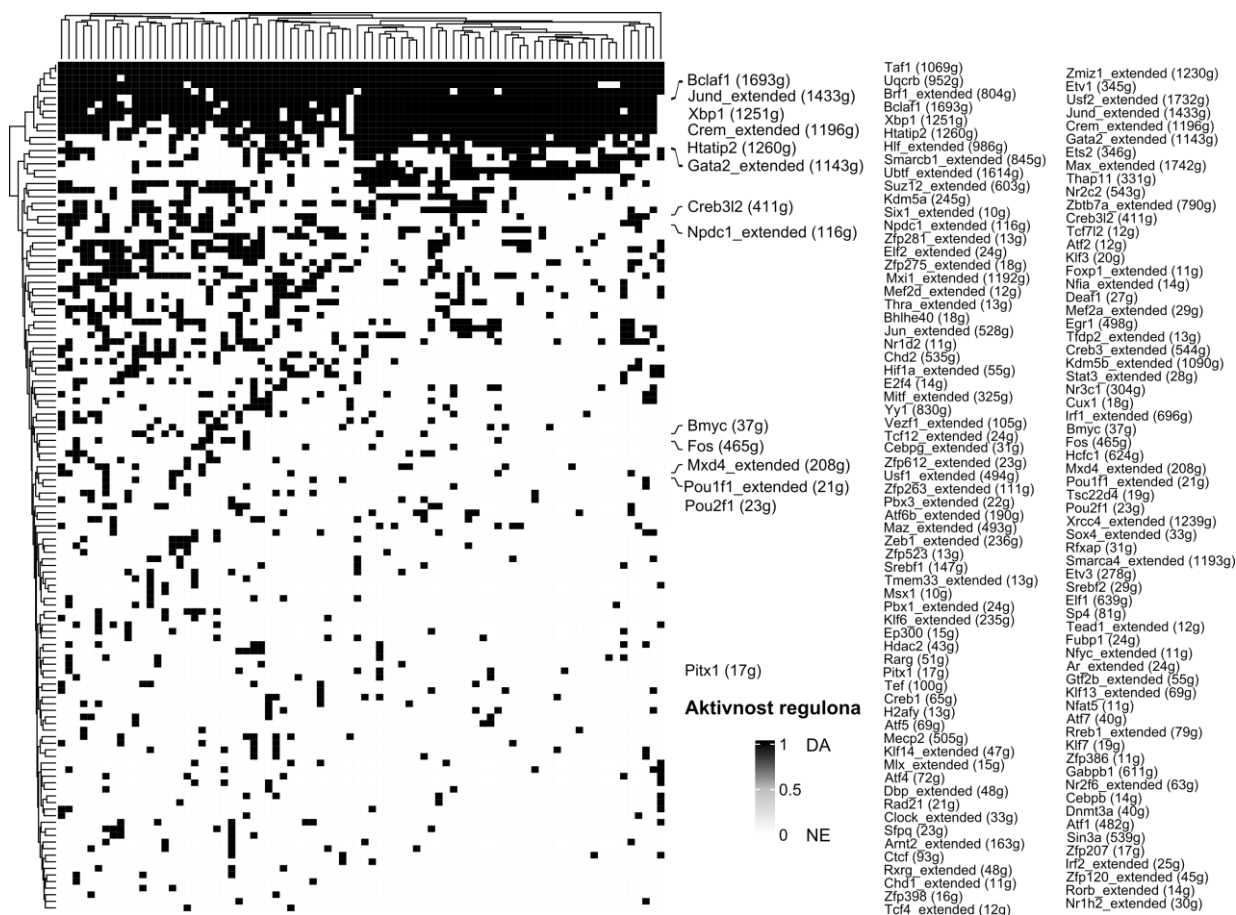 Bclaf1 (1693g)
Jund_extended (1433g)
Xbp1 (1251g)
Crem_extended (1196g)
Htatip2 (1260g)
Gata2_extended (1143g)
Creb3l2 (411g)
Npdc1_extended (116g)
Bmyc (37g)
Fos (465g)
Mxd4_extended (208g)
Pou1f1_extended (21g)
Pou2f1 (23g)
Pitx1 (17g)
Aktivnost regulona
1 DA
0.5
0 NE
Taf1 (1069g)
Uqcrb (952g)
Brf1_extended (804g)
Bclaf1 (1693g)
Xbp1 (1251g)
Htatip2 (1260g)
Hlf_extended (986g)
Smarcb1_extended (845g)
Ubtf_extended (1614g)
Suz12_extended (603g)
Kdm5a (245g)
Six1_extended (10g)
Npdc1_extended (116g)
Zfp281_extended (13g)
Elf2_extended (24g)
Zfp275_extended (18g)
Mxi1_extended (1192g)
Mef2d_extended (12g)
Thra_extended (13g)
Bhlhe40 (18g)
Jun_extended (528g)
Nr1d2 (11g)
Chd2 (535g)
Hif1a_extended (55g)
E2f4 (14g)
Mitf_extended (325g)
Yy1 (830g)
Vezf1_extended (105g)
Tcf12_extended (24g)
Cebpg_extended (31g)
Zfp612_extended (23g)
Usf1_extended (494g)
Zfp263_extended (111g)
Pbx3_extended (22g)
Atf6b_extended (190g)
Maz_extended (493g)
Zeb1_extended (236g)
Zfp523 (13g)
Srebf1 (147g)
Tmem33_extended (13g)
Msx1 (10g)
Pbx1_extended (24g)
Klf6_extended (235g)
Ep300 (15g)
Hdac2 (43g)
Rarg (51g)
Pitx1 (17g)
Tef (100g)
Creb1 (65g)
H2afy (13g)
Atf5 (69g)
Mecp2 (505g)
Klf14_extended (47g)
Mlx_extended (15g)
Atf4 (72g)
Dbp_extended (48g)
Rad21 (21g)
Clock_extended (33g)
Sfpq (23g)
Arnt2_extended (163g)
Ctcf (93g)
Rxrg_extended (48g)
Chd1_extended (11g)
Zfp398 (16g)
Tcf4_extended (12g)
Zmiz1_extended (1230g)
Etv1 (345g)
Usf2_extended (1732g)
Jund_extended (1433g)
Crem_extended (1196g)
Gata2_extended (1143g)
Ets2 (346g)
Max_extended (1742g)
Thap11 (331g)
Nr2c2 (543g)
Zbtb7a_extended (790g)
Creb3l2 (411g)
Tcf7l2 (12g)
Atf2 (12g)
Klf3 (20g)
Foxp1_extended (11g)
Nfia_extended (14g)
Deaf1 (27g)
Mef2a_extended (29g)
Egr1 (498g)
Tfdp2_extended (13g)
Creb3_extended (544g)
Kdm5b_extended (1090g)
Stat3_extended (28g)
Nr3c1 (304g)
Cux1 (18g)
Irf1_extended (696g)
Bmyc (37g)
Fos (465g)
Hcfc1 (624g)
Mxd4_extended (208g)
Pou1f1_extended (21g)
Tsc22d4 (19g)
Pou2f1 (23g)
Xrcc4_extended (1239g)
Sox4_extended (33g)
Rfxap (31g)
Smarca4_extended (1193g)
Etv3 (278g)
Srebf2 (29g)
Elf1 (639g)
Sp4 (81g)
Tead1_extended (12g)
Fubp1 (24g)
Nfyc_extended (11g)
Ar_extended (24g)
Gtf2b_extended (55g)
Klf13_extended (69g)
Nfat5 (11g)
Atf7 (40g)
Rreb1_extended (79g)
Klf7 (19g)
Zfp386 (11g)
Gabpb1 (611g)
Nr2f6_extended (63g)
Cebpb (14g)
Dnmt3a (40g)
Atf1 (482g)
Sin3a (539g)
Zfp207 (17g)
Irf2_extended (25g)
Zfp120_extended (45g)
Rorb_extended (14g)
Nr1h2_extended (30g)